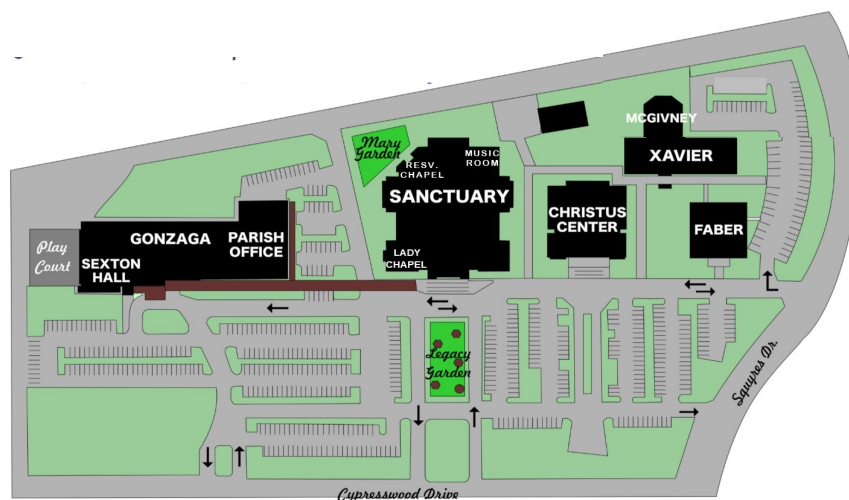 MCGIVNEY
XAVIER
Mary
Garden
RESV.
CHAPEL
MUSIC
ROOM
SANCTUARY
CHRISTUS
CENTER
FABER
GONZAGA
PARISH
OFFICE
Play
Court
SEXTON
HALL
LADY
CHAPEL
Legacy
Garden
Squyres Dr.
Cypresswood Drive